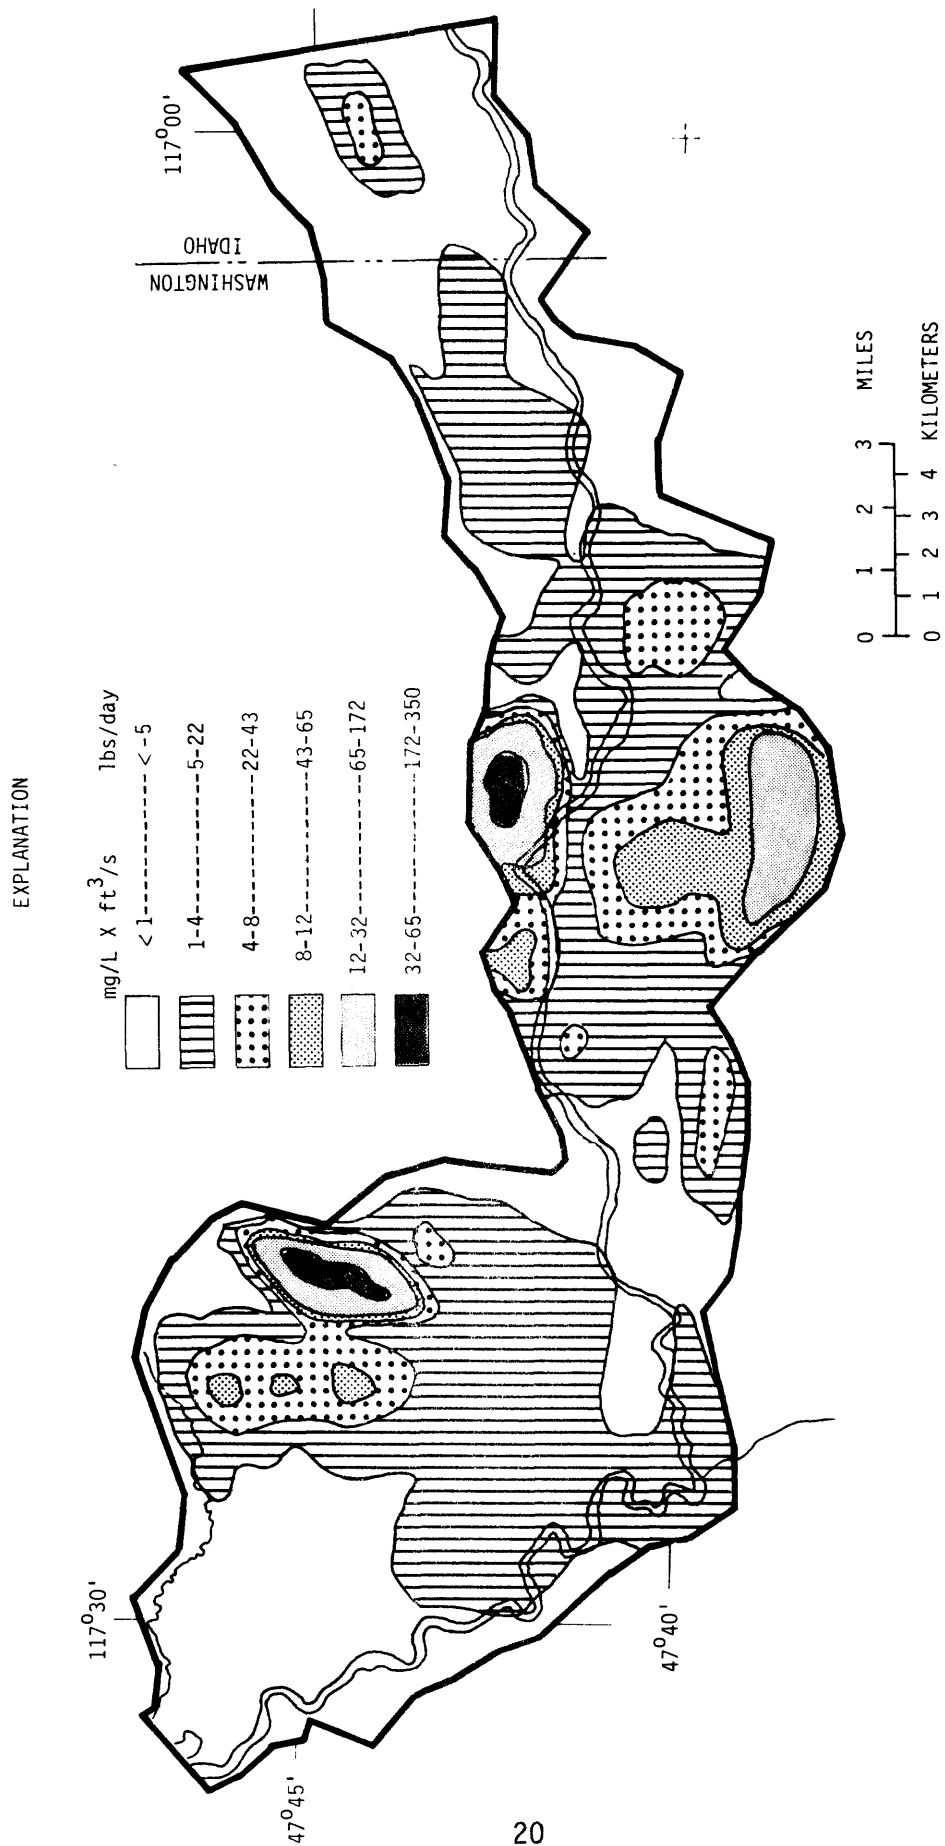 EXPLANATION
mg/L X ft³/s lbs/day
< 1----------< -5
1-4----------5-22
4-8----------22-43
8-12---------43-65
12-32--------65-172
32-65--------172-350
117°30'
117°00'
WASHINGTON
IDAHO
47°45'
47°40'
0 1 2 3 MILES
0 1 2 3 4 KILOMETERS
20